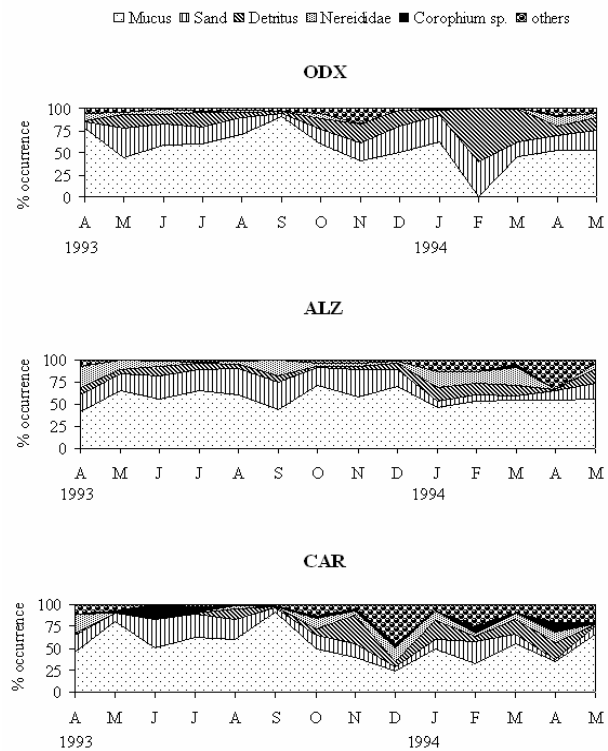 Mucus Sand Detritus Nereididae Corophium sp. others
ODX
% occurrence
100
75
50
25
0
A M J J A S O N D J F M A M
1993 1994
ALZ
% occurrence
100
75
50
25
0
A M J J A S O N D J F M A M
1993 1994
CAR
% occurrence
100
75
50
25
0
A M J J A S O N D J F M A M
1993 1994